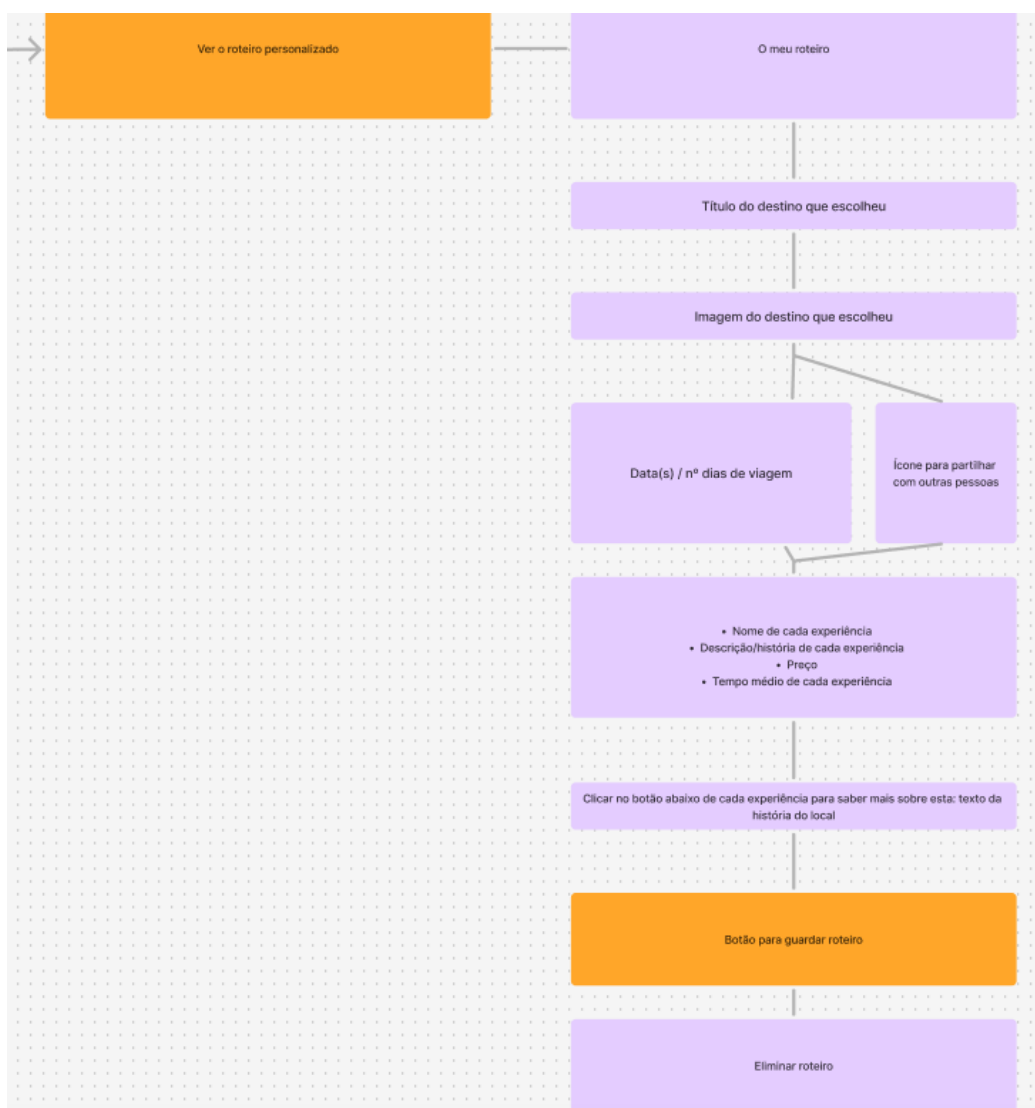 Ver o roteiro personalizado
O meu roteiro
Título do destino que escolheu
Imagem do destino que escolheu
Data(s) / nº dias de viagem
Ícone para partilhar
com outras pessoas
• Nome de cada experiência
• Descrição/história de cada experiência
• Preço
• Tempo médio de cada experiência
Clicar no botão abaixo de cada experiência para saber mais sobre esta: texto da
história do local
Botão para guardar roteiro
Eliminar roteiro